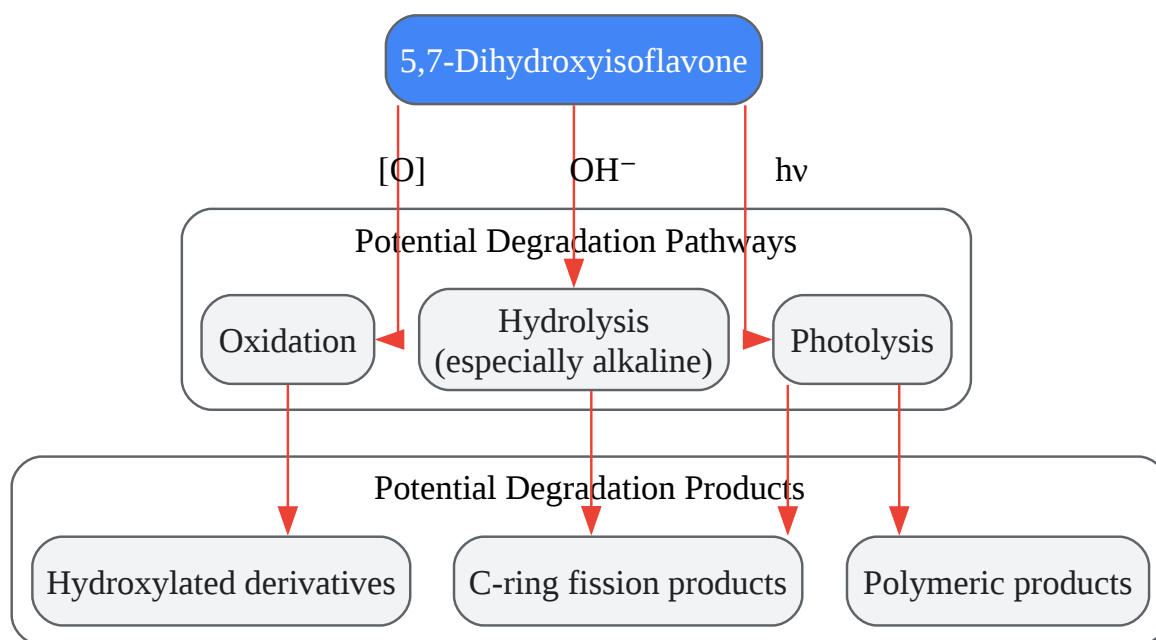 5,7-Dihydroxyisoflavone
[O]
OH⁻
hν
Potential Degradation Pathways
Oxidation
Hydrolysis
(especially alkaline)
Photolysis
Potential Degradation Products
Hydroxylated derivatives
C-ring fission products
Polymeric products